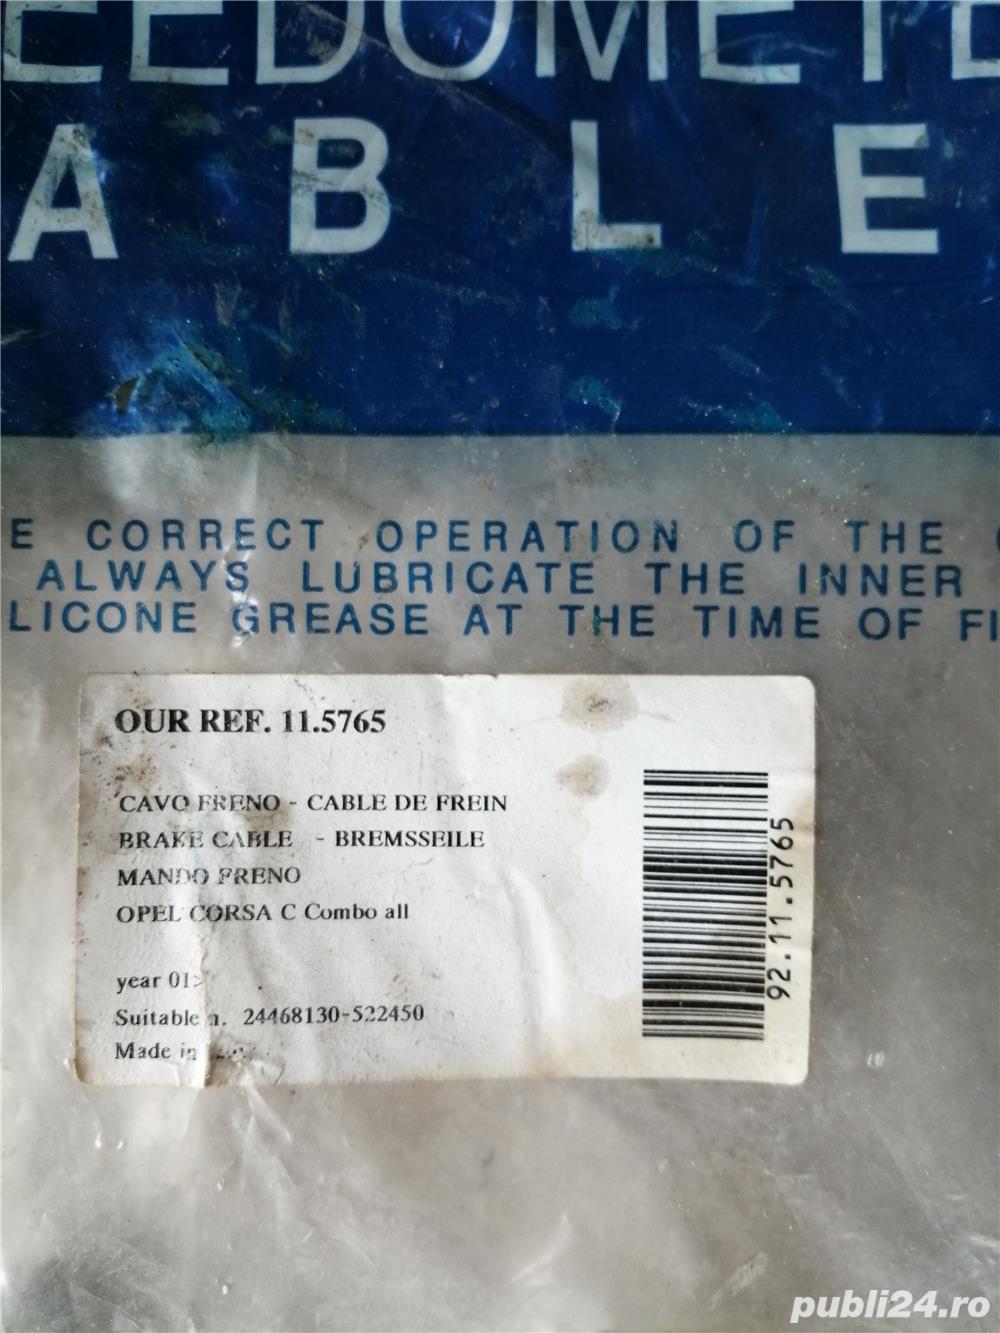 EEDOMETE
ABLE
E CORRECT OPERATION OF THE
ALWAYS LUBRICATE THE INNER
LICONE GREASE AT THE TIME OF FI
OUR REF. 11.5765
CAVO FRENO - CABLE DE FREIN
BRAKE CABLE - BREMSSEILE
MANDO FRENO
OPEL CORSA C Combo all
year 01>
Suitable n. 24468130-522450
Made in
92.11.5765
publi24.ro